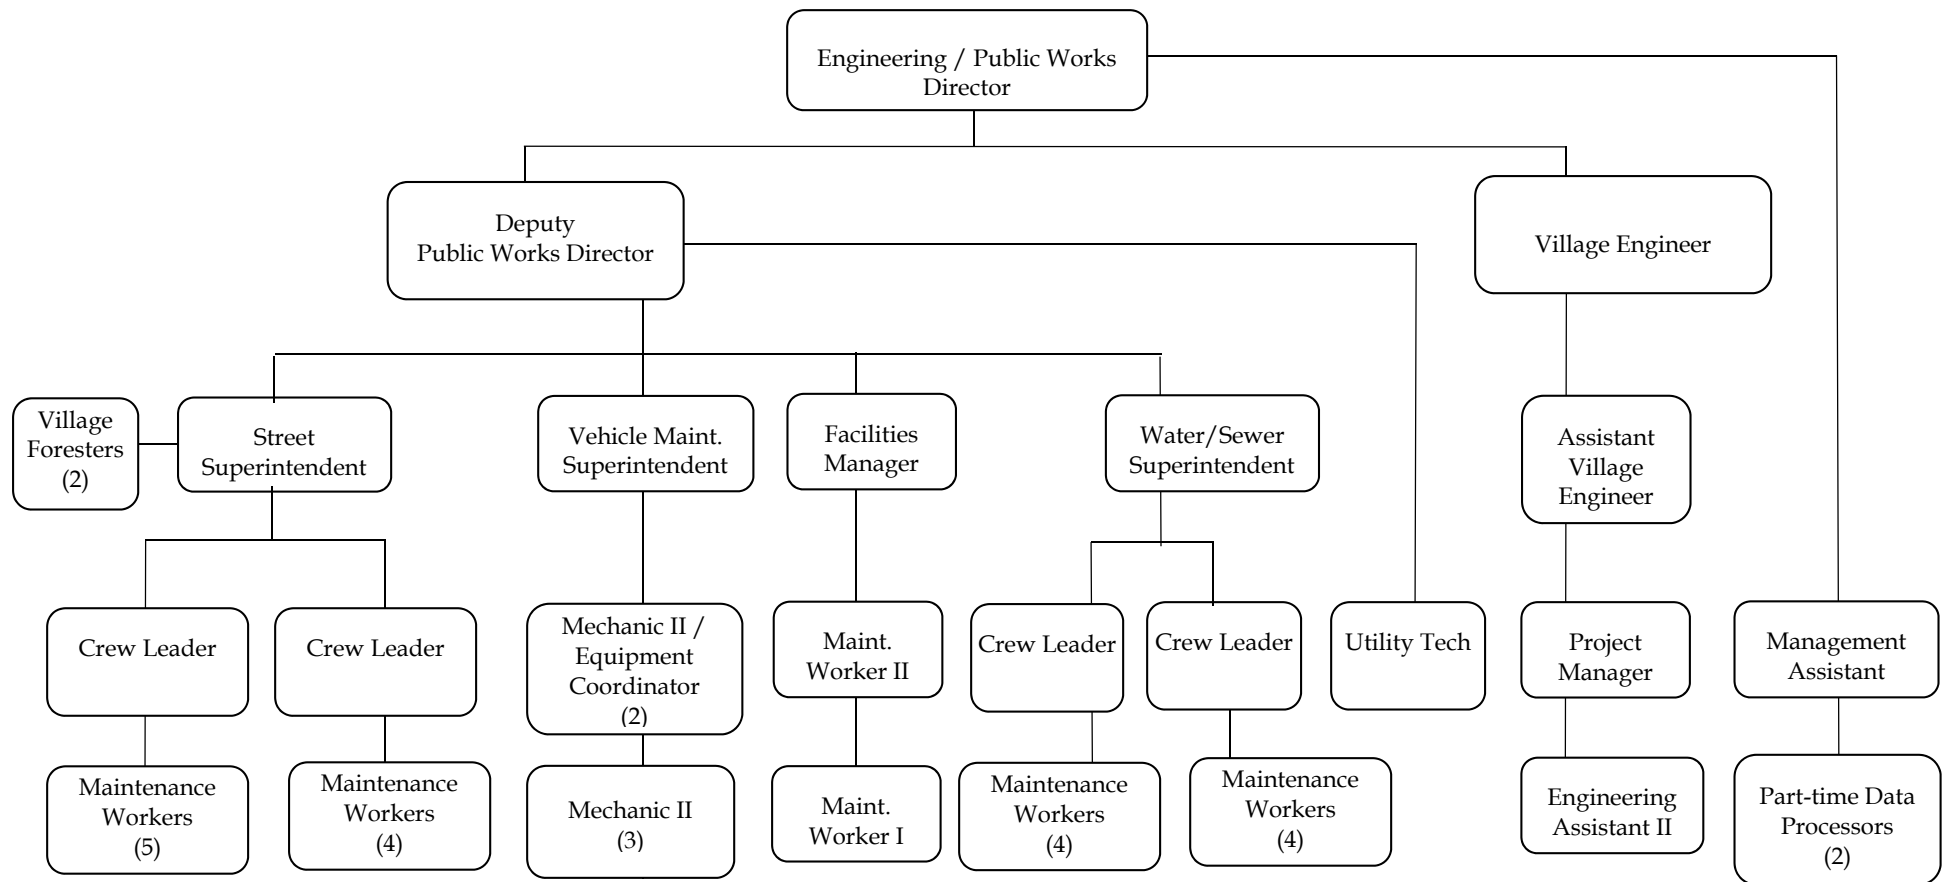 Engineering / Public Works
Director
Deputy
Public Works Director
Village Engineer
Village
Foresters
(2)
Street
Superintendent
Vehicle Maint.
Superintendent
Facilities
Manager
Water/Sewer
Superintendent
Assistant
Village
Engineer
Crew Leader
Crew Leader
Mechanic II /
Equipment
Coordinator
(2)
Maint.
Worker II
Crew Leader
Crew Leader
Utility Tech
Project
Manager
Management
Assistant
Maintenance
Workers
(5)
Maintenance
Workers
(4)
Mechanic II
(3)
Maint.
Worker I
Maintenance
Workers
(4)
Maintenance
Workers
(4)
Engineering
Assistant II
Part-time Data
Processors
(2)